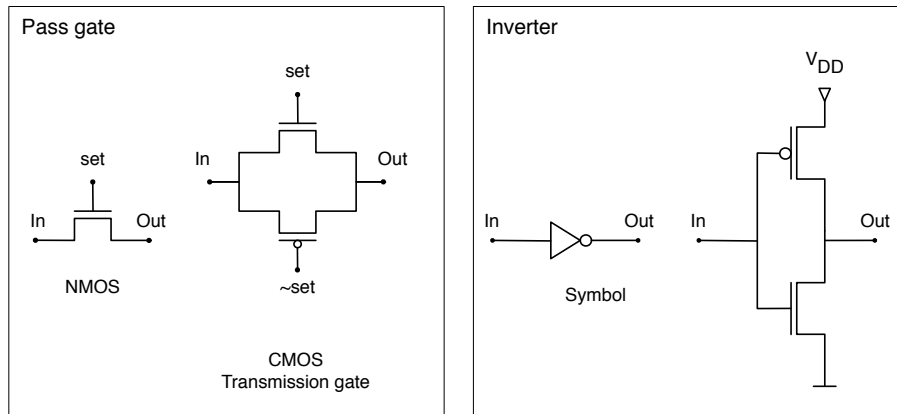 Pass gate
set
In
Out
NMOS
set
In
Out
~set
CMOS
Transmission gate
Inverter
VDD
In
Out
Symbol
In
Out